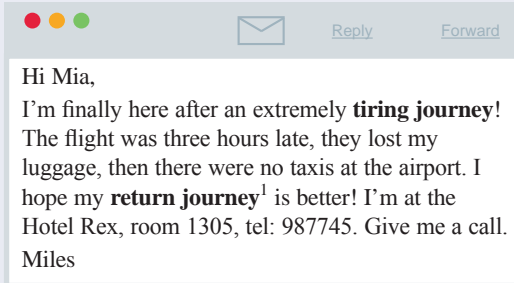 Reply Forward
Hi Mia,
I’m finally here after an extremely tiring journey!
The flight was three hours late, they lost my
luggage, then there were no taxis at the airport. I
hope my return journey¹ is better! I’m at the
Hotel Rex, room 1305, tel: 987745. Give me a call.
Miles